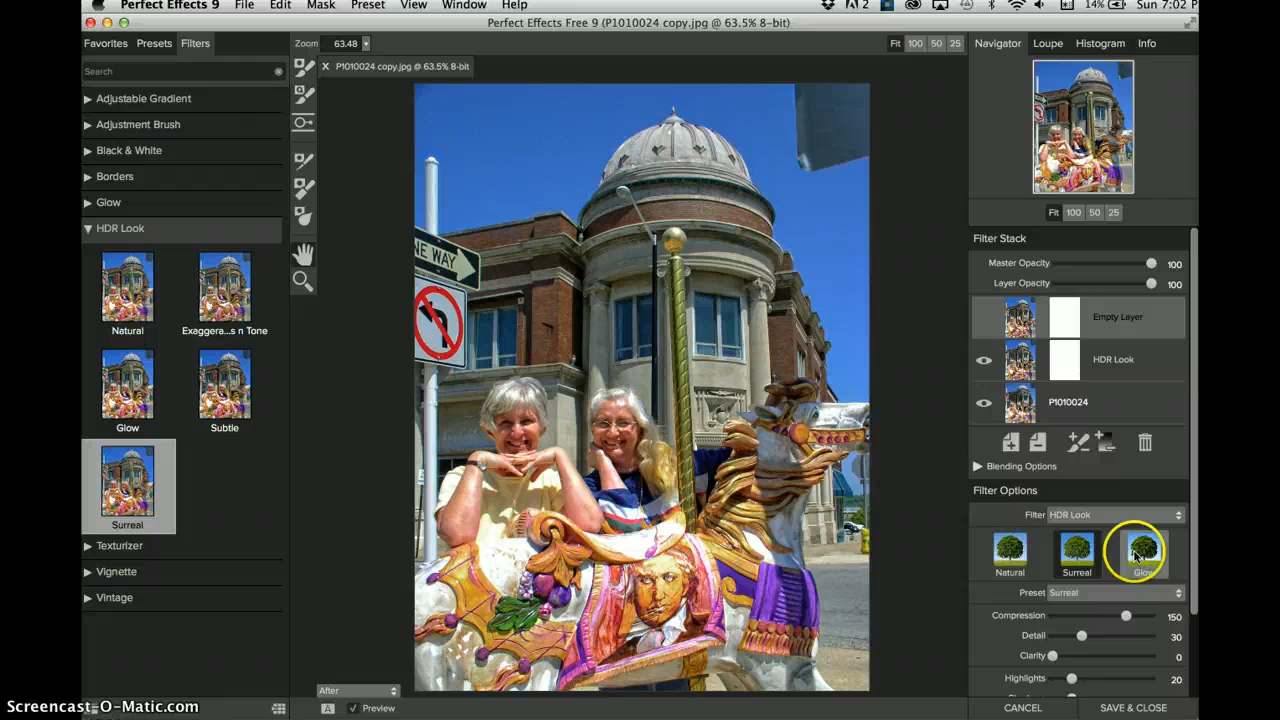 Perfect Effects 9 File Edit Mask Preset View Window Help 2 14% Sun 7:02 P
Perfect Effects Free 9 (P1010024 copy.jpg @ 63.5% 8-bit)
Favorites Presets Filters Zoom 63.48 Fit 100 50 25 Navigator Loupe Histogram Info
Search
X P1010024 copy.jpg @ 63.5% 8-bit
Adjustable Gradient
Adjustment Brush
Black & White
Borders
Glow
HDR Look
Natural Exaggera...s n Tone
Glow Subtle
Surreal
Texturizer
Vignette
Vintage
NE WAY
Fit 100 50 25
Filter Stack
Master Opacity 100
Layer Opacity 100
Empty Layer
HDR Look
P1010024
Blending Options
Filter Options
Filter HDR Look
Natural Surreal Glow
Preset Surreal
Compression 150
Detail 30
Clarity 0
Highlights 20
After
A Preview
CANCEL SAVE & CLOSE
Screencast-O-Matic.com